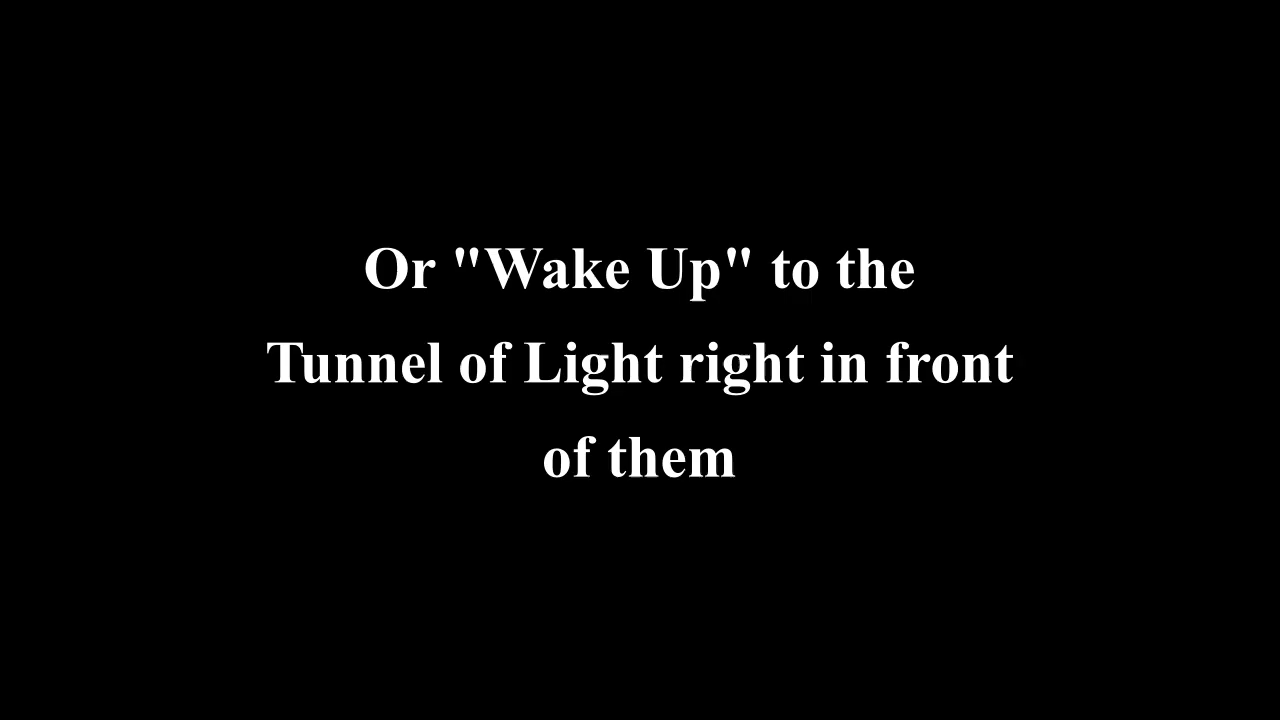 Or "Wake Up" to the
Tunnel of Light right in front
of them